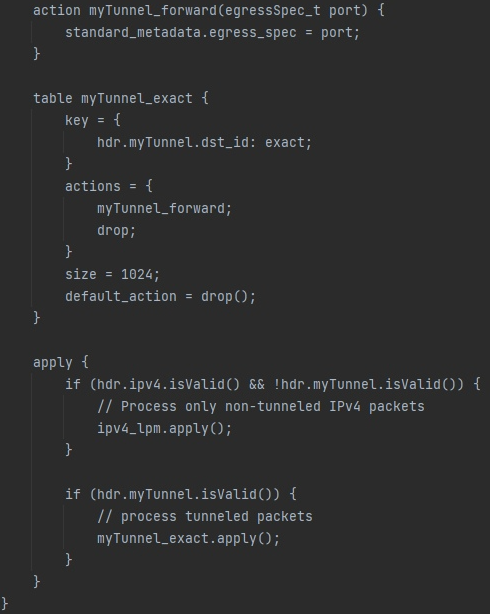 action myTunnel_forward(egressSpec_t port) {
    standard_metadata.egress_spec = port;
}
table myTunnel_exact {
    key = {
        hdr.myTunnel.dst_id: exact;
    }
    actions = {
        myTunnel_forward;
        drop;
    }
    size = 1024;
    default_action = drop();
}
apply {
    if (hdr.ipv4.isValid() && !hdr.myTunnel.isValid()) {
        // Process only non-tunneled IPv4 packets
        ipv4_lpm.apply();
    }
    if (hdr.myTunnel.isValid()) {
        // process tunneled packets
        myTunnel_exact.apply();
    }
}
}